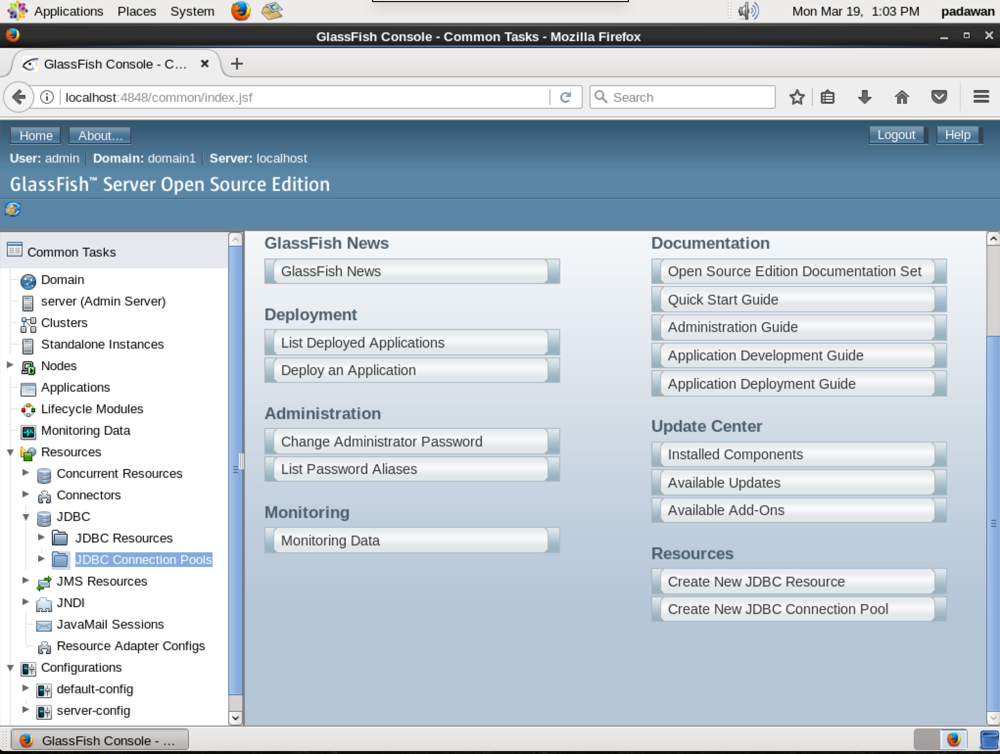 Applications Places System Mon Mar 19, 1:03 PM padawan
GlassFish Console - Common Tasks - Mozilla Firefox
GlassFish Console - C...
localhost:4848/common/index.jsf Search
Home About... Logout Help
User: admin Domain: domain1 Server: localhost
GlassFish™ Server Open Source Edition
Common Tasks
Domain
server (Admin Server)
Clusters
Standalone Instances
Nodes
Applications
Lifecycle Modules
Monitoring Data
Resources
Concurrent Resources
Connectors
JDBC
JDBC Resources
JDBC Connection Pools
JMS Resources
JNDI
JavaMail Sessions
Resource Adapter Configs
Configurations
default-config
server-config
GlassFish News
GlassFish News
Deployment
List Deployed Applications
Deploy an Application
Administration
Change Administrator Password
List Password Aliases
Monitoring
Monitoring Data
Documentation
Open Source Edition Documentation Set
Quick Start Guide
Administration Guide
Application Development Guide
Application Deployment Guide
Update Center
Installed Components
Available Updates
Available Add-Ons
Resources
Create New JDBC Resource
Create New JDBC Connection Pool
GlassFish Console - ...